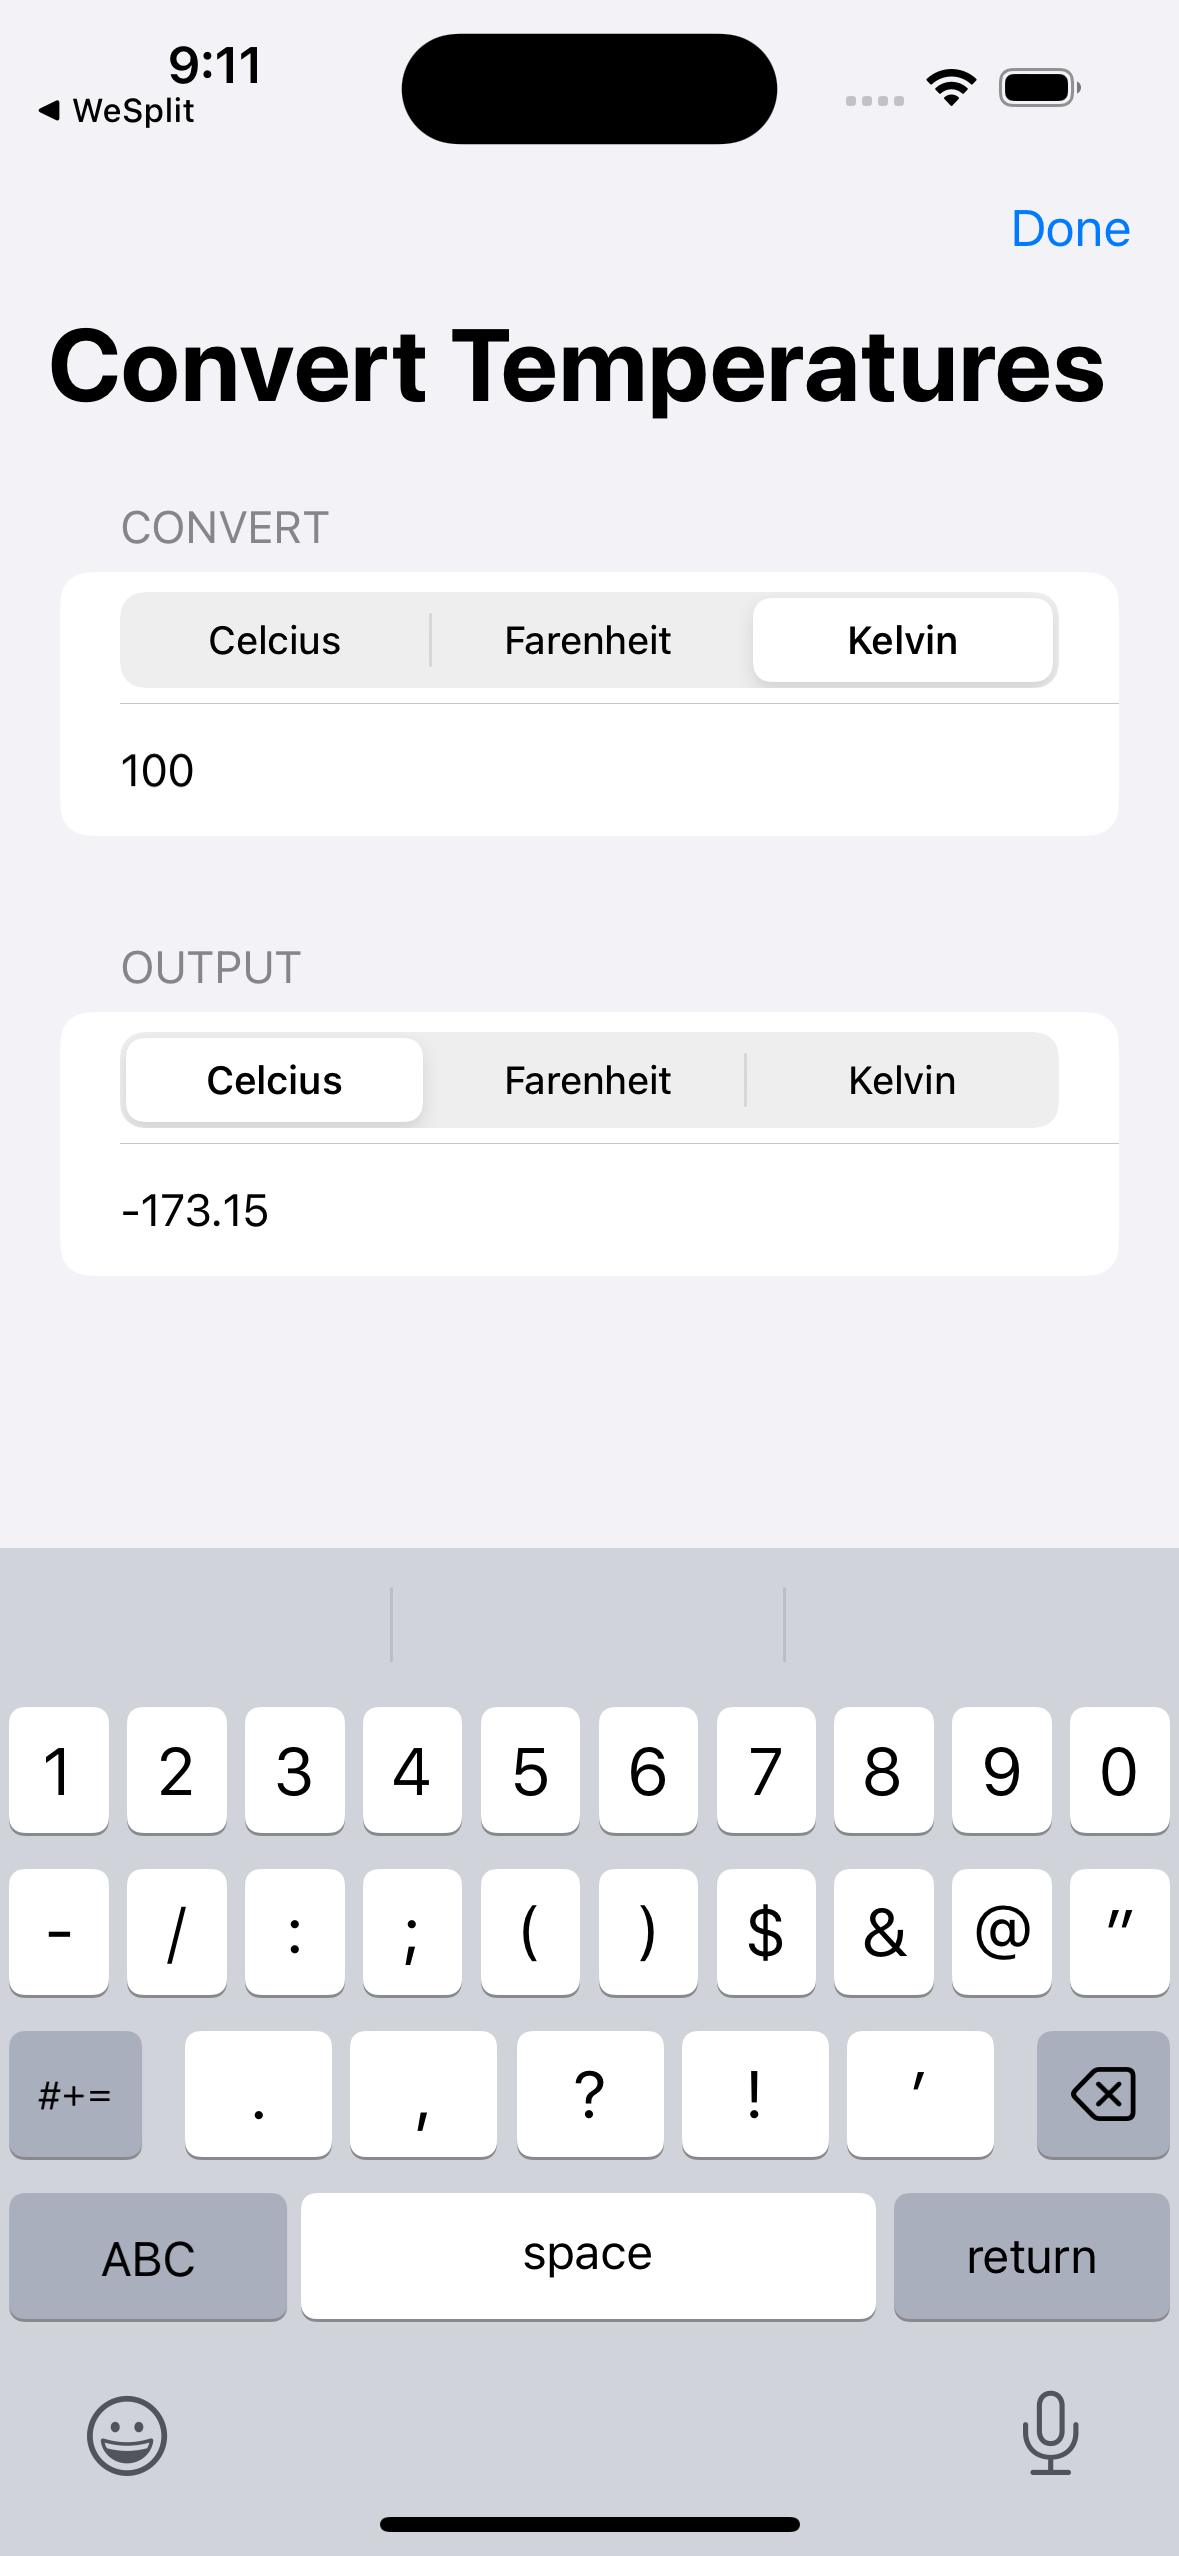 9:11
◀ WeSplit
Done
Convert Temperatures
CONVERT
Celcius Farenheit Kelvin
100
OUTPUT
Celcius Farenheit Kelvin
-173.15
1 2 3 4 5 6 7 8 9 0
- / : ; ( ) $ & @ "
#+= . , ? ! '
ABC space return